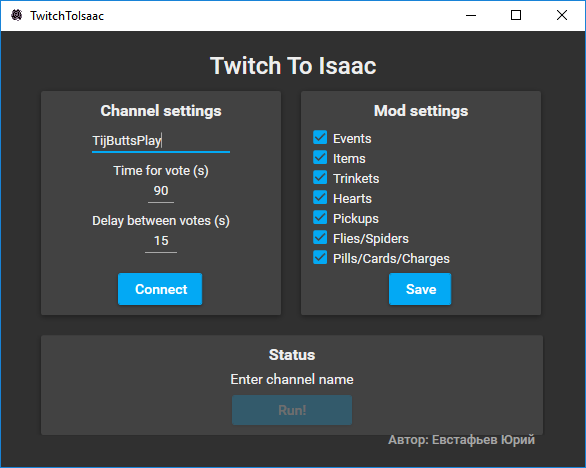 TwitchToIsaac
Twitch To Isaac
Channel settings
TijButtsPlay
Time for vote (s)
90
Delay between votes (s)
15
Connect
Mod settings
Events
Items
Trinkets
Hearts
Pickups
Flies/Spiders
Pills/Cards/Charges
Save
Status
Enter channel name
Run!
Автор: Евстафьев Юрий